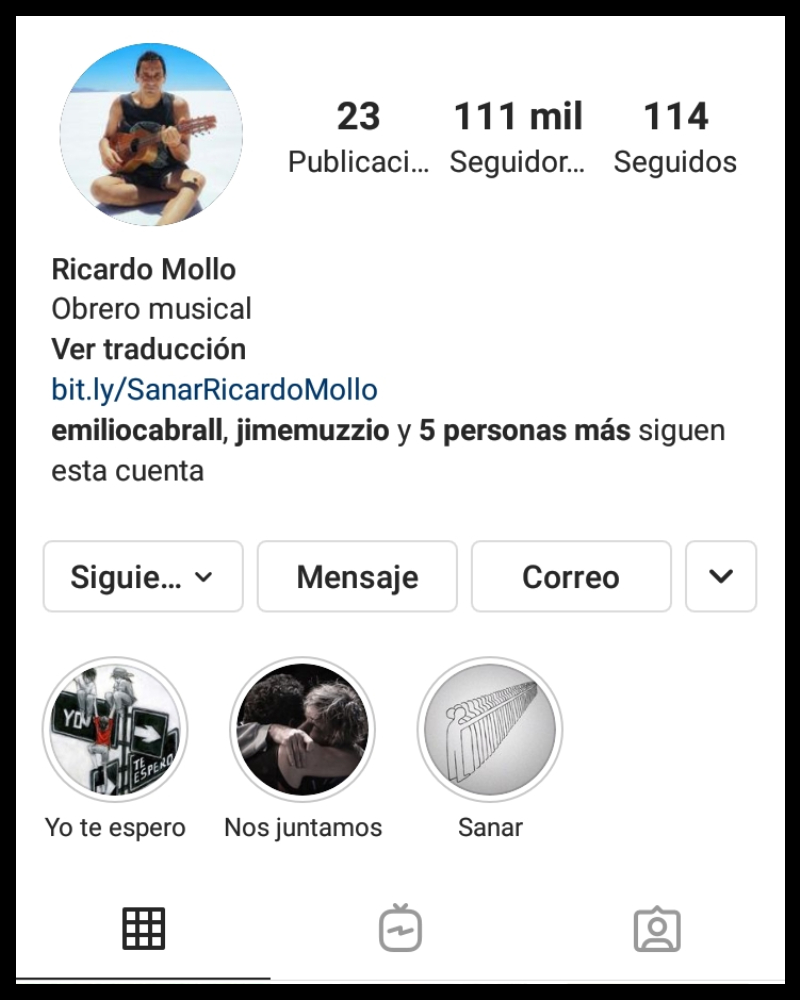 23 111 mil 114
Publicaci... Seguidor... Seguidos
Ricardo Mollo
Obrero musical
Ver traducción
bit.ly/SanarRicardoMollo
emiliocabrall, jimemuzzio y 5 personas más siguen
esta cuenta
Siguie... Mensaje Correo
YO
TE
ESPERO
Yo te espero Nos juntamos Sanar